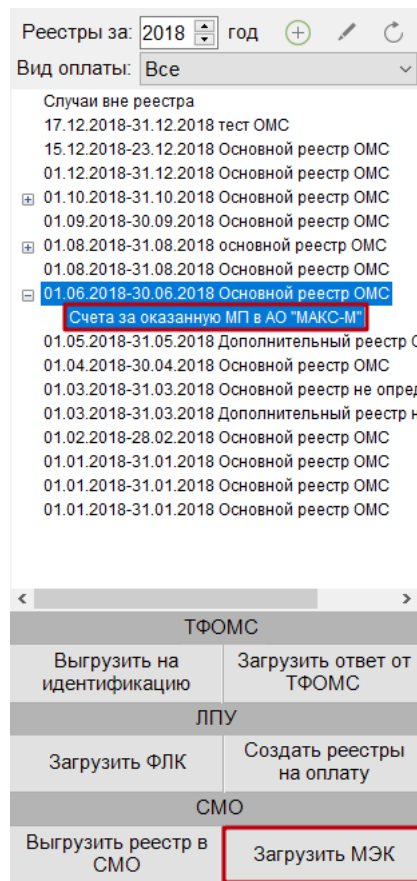 Реестры за: 2018 год
Вид оплаты: Все
Случаи вне реестра
17.12.2018-31.12.2018 тест ОМС
15.12.2018-23.12.2018 Основной реестр ОМС
01.12.2018-31.12.2018 Основной реестр ОМС
01.10.2018-31.10.2018 Основной реестр ОМС
01.09.2018-30.09.2018 Основной реестр ОМС
01.08.2018-31.08.2018 основной реестр ОМС
01.08.2018-31.08.2018 Основной реестр ОМС
01.06.2018-30.06.2018 Основной реестр ОМС
Счета за оказанную МП в АО "МАКС-М"
01.05.2018-31.05.2018 Дополнительный реестр О
01.04.2018-30.04.2018 Основной реестр ОМС
01.03.2018-31.03.2018 Основной реестр не опред
01.03.2018-31.03.2018 Дополнительный реестр н
01.02.2018-28.02.2018 Основной реестр ОМС
01.01.2018-31.01.2018 Основной реестр ОМС
01.01.2018-31.01.2018 Основной реестр ОМС
01.01.2018-31.01.2018 Основной реестр ОМС
ТФОМС
Выгрузить на
идентификацию
Загрузить ответ от
ТФОМС
ЛПУ
Загрузить ФЛК
Создать реестры
на оплату
СМО
Выгрузить реестр в
СМО
Загрузить МЭК